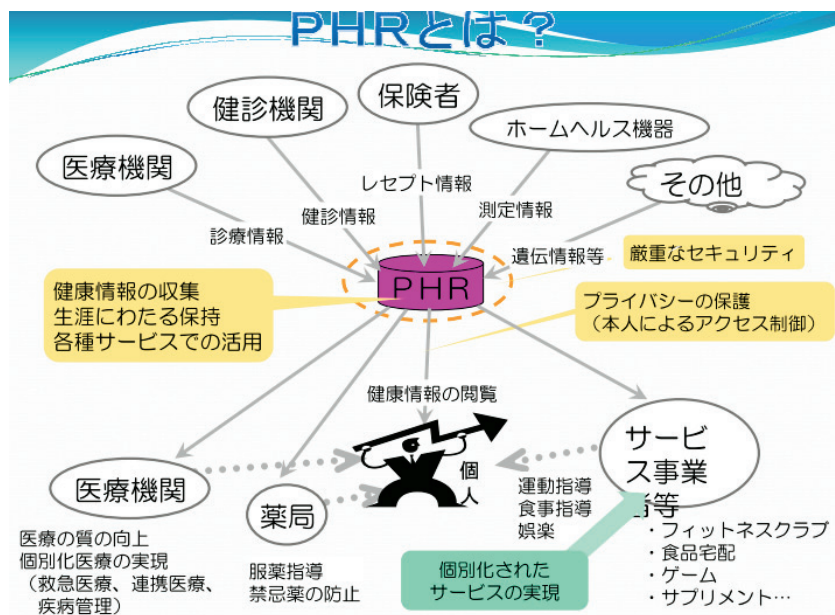 PHRとは？
保険者
健診機関
ホームヘルス機器
医療機関
その他
レセプト情報
測定情報
健診情報
診療情報
遺伝情報等
厳重なセキュリティ
PHR
健康情報の収集
生涯にわたる保持
各種サービスでの活用
プライバシーの保護
（本人によるアクセス制御）
健康情報の閲覧
個
人
サービ
ス事業
者等
医療機関
薬局
運動指導
食事指導
娯楽
医療の質の向上
個別化医療の実現
（救急医療、連携医療、
疾病管理）
服薬指導
禁忌薬の防止
個別化された
サービスの実現
・フィットネスクラブ
・食品宅配
・ゲーム
・サプリメント…